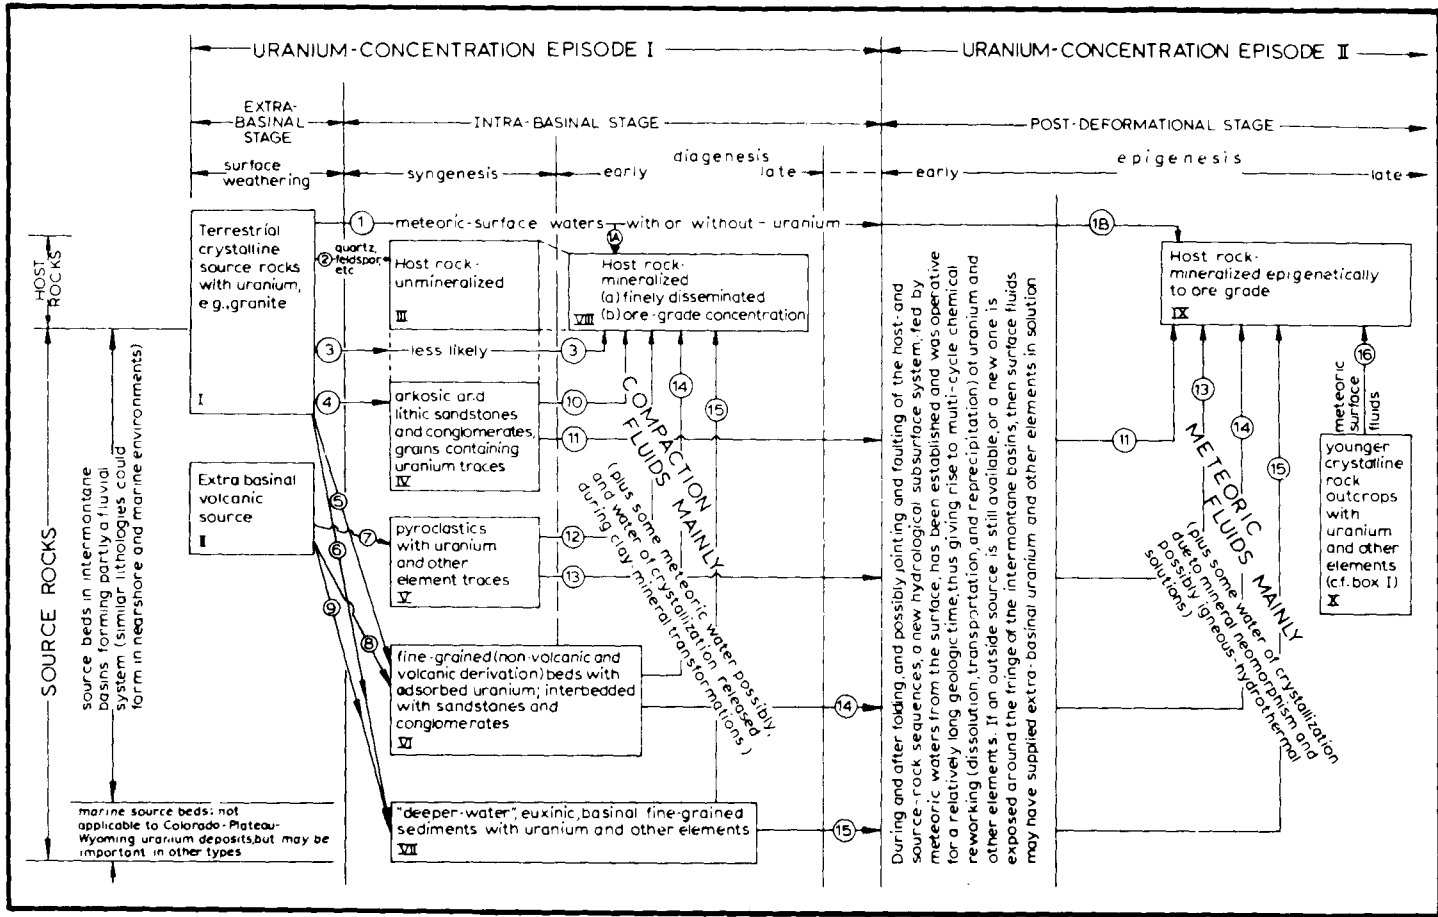 URANIUM-CONCENTRATION EPISODE I
URANIUM-CONCENTRATION EPISODE II
EXTRA-
BASINAL
STAGE
INTRA-BASINAL STAGE
POST-DEFORMATIONAL STAGE
surface
weathering
syngenesis
diagenesis
early
late
epigenesis
early
late
HOST
ROCKS
SOURCE ROCKS
source beds in intermontane
basins forming partly a fluvial
system (similar lithologies could
form in nearshore and marine environments)
marine source beds; not
applicable to Colorado-Plateau-
Wyoming uranium deposits, but may be
important in other types
Terrestrial
crystalline
source rocks
with uranium,
e.g., granite
I
Extra basinal
volcanic
source
II
1
meteoric-surface waters
with or without - uranium
1A
1B
2
quartz,
feldspar,
etc
Host rock-
unmineralized
III
Host rock-
mineralized
(a) finely disseminated
VIII (b) ore-grade concentration
3
less likely
3
4
arkosic and
lithic sandstones
and conglomerates,
grains containing
uranium traces
IV
10
11
5
6
7
8
9
pyroclastics
with uranium
and other
element traces
V
12
13
fine-grained (non-volcanic and
volcanic derivation) beds with
adsorbed uranium; interbedded
with sandstones and
conglomerates
VI
14
14
"deeper-water", euxinic, basinal fine-grained
sediments with uranium and other elements
VII
15
15
COMPACTION
FLUIDS MAINLY
(plus some meteoric water possibly,
and water of crystallization released
during clay-mineral transformations.)
During and after folding, and possibly jointing and faulting of the host- and
source-rock sequences, a new hydrological subsurface system, fed by
meteoric waters from the surface, has been established and was operative
for a relatively long geologic time, thus giving rise to multi-cycle chemical
reworking (dissolution, transportation, and reprecipitation) of uranium and
other elements. If an outside source is still available, or a new one is
exposed around the fringe of the intermontane basins, then surface fluids
may have supplied extra-basinal uranium and other elements in solution
Host rock-
mineralized epigenetically
to ore grade
IX
11
13
14
15
16
METEORIC
FLUIDS MAINLY
(plus some water of crystallization
due to mineral neomorphism and
possibly igneous-hydrothermal
solutions.)
meteoric
surface
fluids
younger
crystalline
rock
outcrops
with
uranium
and other
elements
(c.f. box I)
X